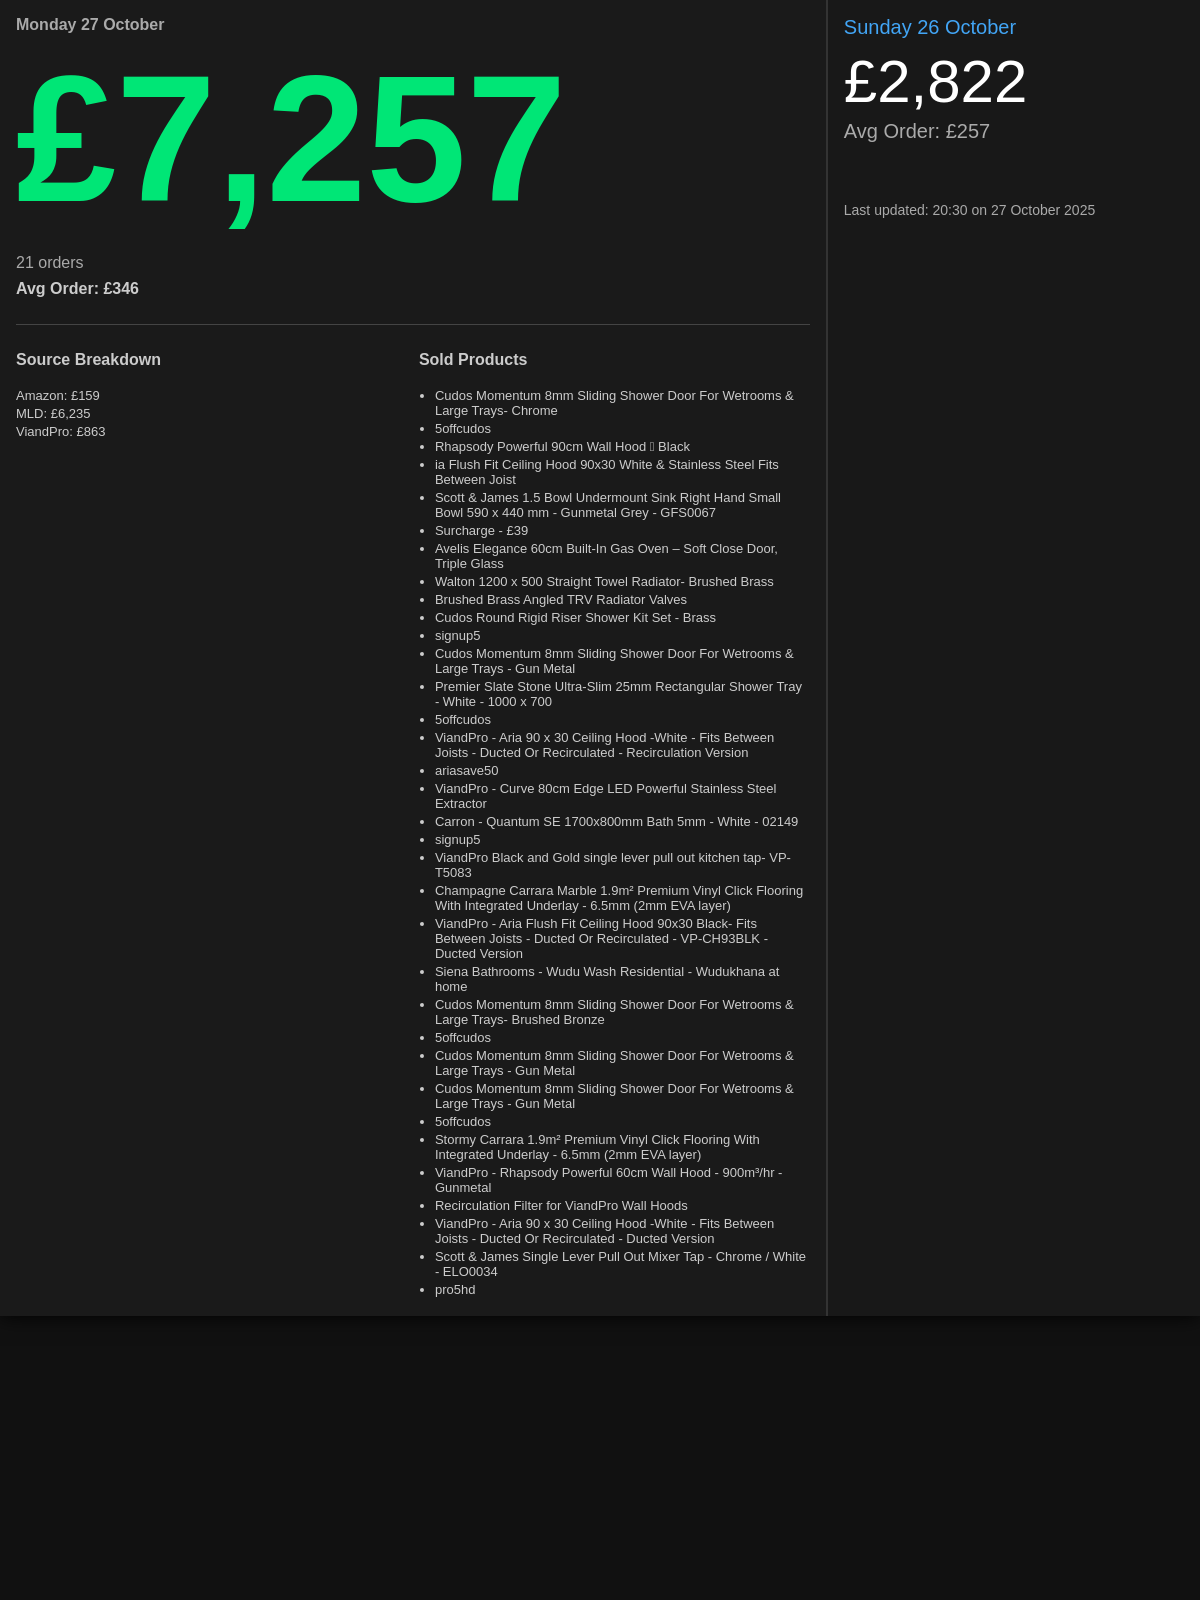 Monday 27 October
£7,257
21 orders
Avg Order: £346
Source Breakdown
Amazon: £159
MLD: £6,235
ViandPro: £863
Sold Products
Cudos Momentum 8mm Sliding Shower Door For Wetrooms &
Large Trays- Chrome
5offcudos
Rhapsody Powerful 90cm Wall Hood Black
ia Flush Fit Ceiling Hood 90x30 White & Stainless Steel Fits
Between Joist
Scott & James 1.5 Bowl Undermount Sink Right Hand Small
Bowl 590 x 440 mm - Gunmetal Grey - GFS0067
Surcharge - £39
Avelis Elegance 60cm Built-In Gas Oven – Soft Close Door,
Triple Glass
Walton 1200 x 500 Straight Towel Radiator- Brushed Brass
Brushed Brass Angled TRV Radiator Valves
Cudos Round Rigid Riser Shower Kit Set - Brass
signup5
Cudos Momentum 8mm Sliding Shower Door For Wetrooms &
Large Trays - Gun Metal
Premier Slate Stone Ultra-Slim 25mm Rectangular Shower Tray
- White - 1000 x 700
5offcudos
ViandPro - Aria 90 x 30 Ceiling Hood -White - Fits Between
Joists - Ducted Or Recirculated - Recirculation Version
ariasave50
ViandPro - Curve 80cm Edge LED Powerful Stainless Steel
Extractor
Carron - Quantum SE 1700x800mm Bath 5mm - White - 02149
signup5
ViandPro Black and Gold single lever pull out kitchen tap- VP-
T5083
Champagne Carrara Marble 1.9m² Premium Vinyl Click Flooring
With Integrated Underlay - 6.5mm (2mm EVA layer)
ViandPro - Aria Flush Fit Ceiling Hood 90x30 Black- Fits
Between Joists - Ducted Or Recirculated - VP-CH93BLK -
Ducted Version
Siena Bathrooms - Wudu Wash Residential - Wudukhana at
home
Cudos Momentum 8mm Sliding Shower Door For Wetrooms &
Large Trays- Brushed Bronze
5offcudos
Cudos Momentum 8mm Sliding Shower Door For Wetrooms &
Large Trays - Gun Metal
Cudos Momentum 8mm Sliding Shower Door For Wetrooms &
Large Trays - Gun Metal
5offcudos
Stormy Carrara 1.9m² Premium Vinyl Click Flooring With
Integrated Underlay - 6.5mm (2mm EVA layer)
ViandPro - Rhapsody Powerful 60cm Wall Hood - 900m³/hr -
Gunmetal
Recirculation Filter for ViandPro Wall Hoods
ViandPro - Aria 90 x 30 Ceiling Hood -White - Fits Between
Joists - Ducted Or Recirculated - Ducted Version
Scott & James Single Lever Pull Out Mixer Tap - Chrome / White
- ELO0034
pro5hd
Sunday 26 October
£2,822
Avg Order: £257
Last updated: 20:30 on 27 October 2025